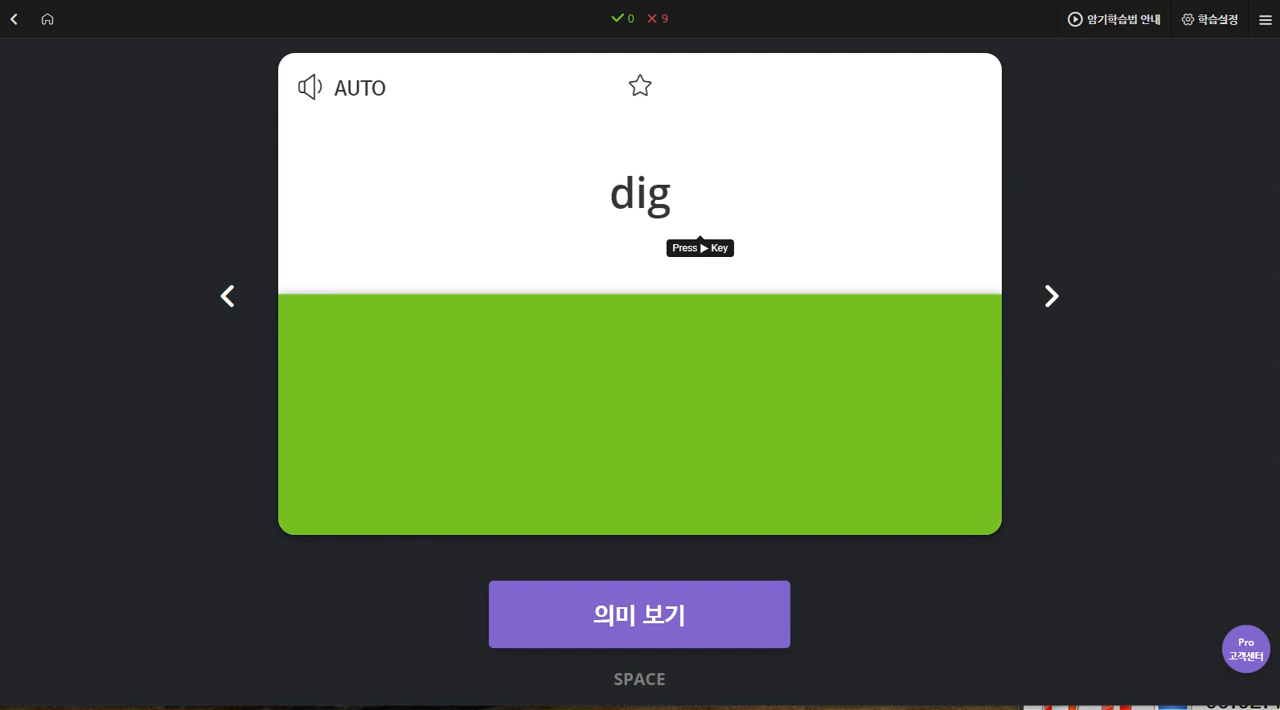 0 9 암기학습법 안내 학습설정
AUTO
dig
Press ▶ Key
의미 보기
SPACE
Pro
고객센터